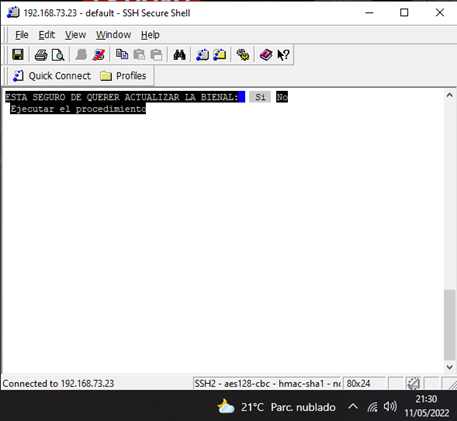 192.168.73.23 - default - SSH Secure Shell
File Edit View Window Help
Quick Connect Profiles
ESTA SEGURO DE QUERER ACTUALIZAR LA BIENAL: Si No
Ejecutar el procedimiento
Connected to 192.168.73.23 SSH2 - aes128-cbc - hmac-sha1 - nc 80x24
21°C Parc. nublado 21:30
11/05/2022